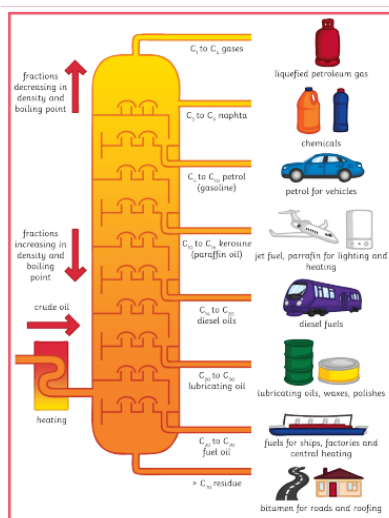 C₁ to C₄ gases
liquefied petroleum gas
fractions
decreasing in
density and
boiling point
C₅ to C₉ naphta
chemicals
C₅ to C₁₀ petrol
(gasoline)
petrol for vehicles
C₁₀ to C₁₆ kerosine
(paraffin oil)
jet fuel, parafin for lighting and
heating
fractions
increasing in
density and
boiling
point
C₁₄ to C₂₀
diesel oils
diesel fuels
crude oil
heating
C₂₀ to C₅₀
lubricating oil
lubricating oils, waxes, polishes
C₂₀ to C₇₀
fuel oil
fuels for ships, factories and
central heating
> C₇₀ residue
bitumen for roads and roofing